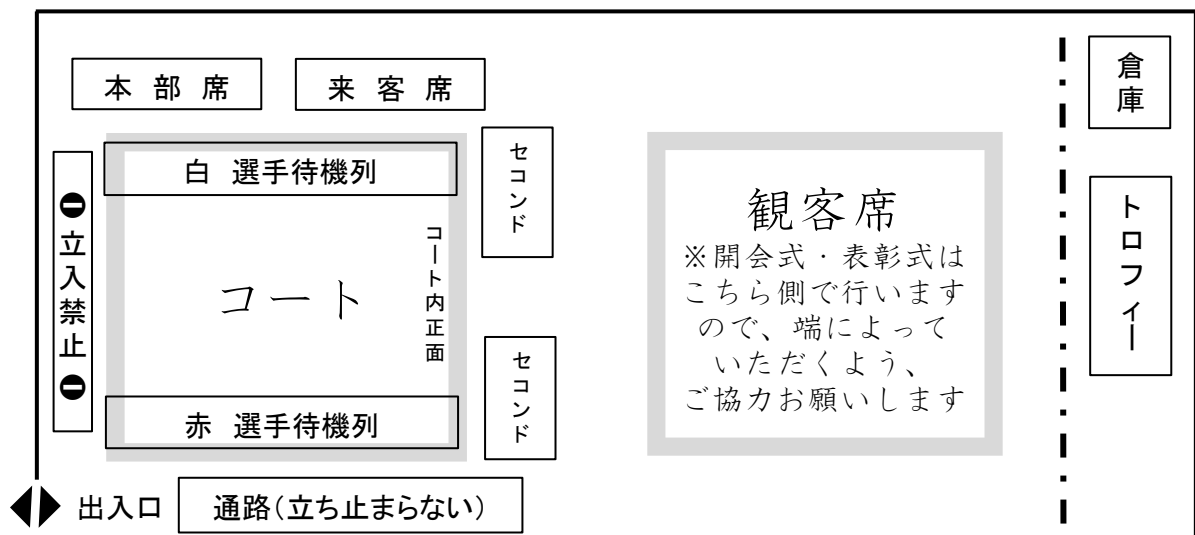 本部席
来客席
倉庫
セコンド
白 選手待機列
⛔立入禁止⛔
コート
コート内正面
観客席
※開会式・表彰式は
こちら側で行います
ので、端によって
いただくよう、
ご協力お願いします
トロフィー
セコンド
赤 選手待機列
出入口
通路(立ち止まらない)